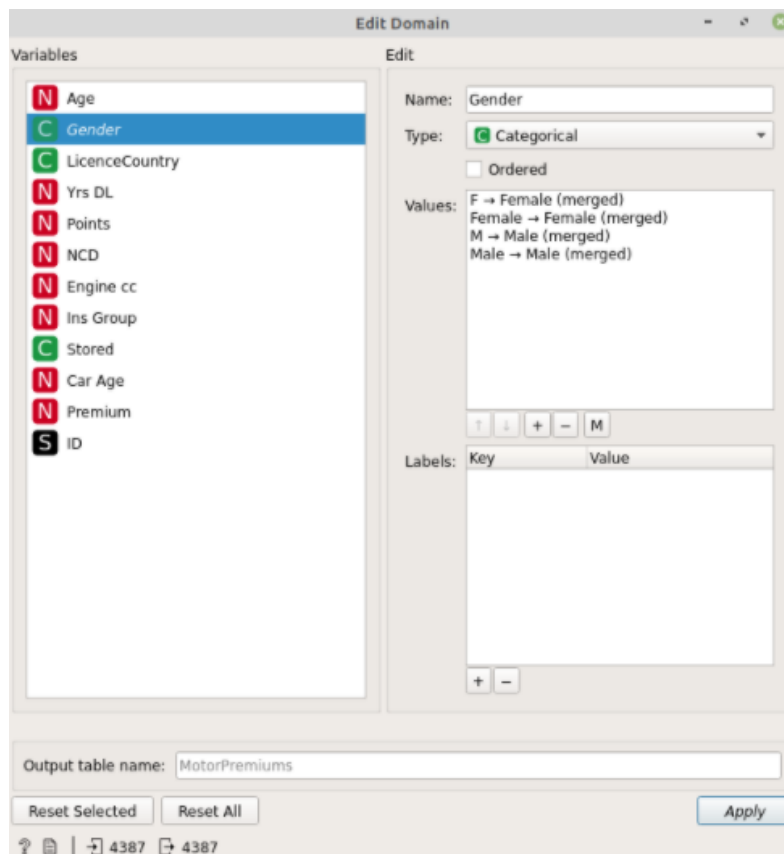 Edit Domain
Variables
Edit
N Age
C Gender
C LicenceCountry
N Yrs DL
N Points
N NCD
N Engine cc
N Ins Group
C Stored
N Car Age
N Premium
S ID
Name: Gender
Type: C Categorical
Ordered
Values: F → Female (merged)
Female → Female (merged)
M → Male (merged)
Male → Male (merged)
↑ ↓ + − M
Labels: Key Value
+ −
Output table name: MotorPremiums
Reset Selected Reset All Apply
? 4387 4387